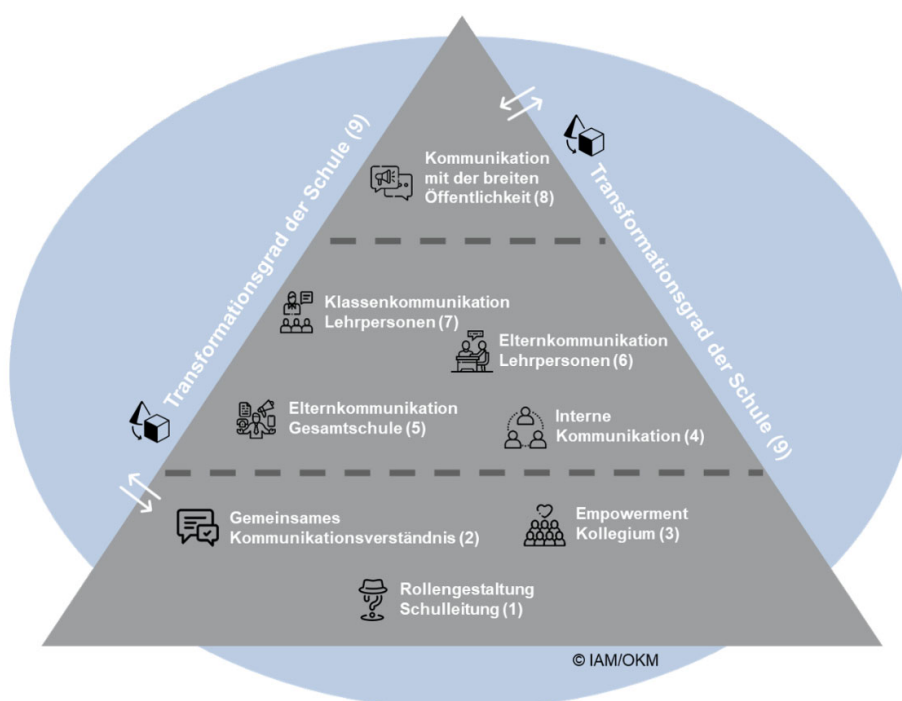 Kommunikation
mit der breiten
Öffentlichkeit (8)
Transformationsgrad der Schule (9)
Transformationsgrad der Schule (9)
Klassenkommunikation
Lehrpersonen (7)
Elternkommunikation
Lehrpersonen (6)
Elternkommunikation
Gesamtschule (5)
Interne
Kommunikation (4)
Gemeinsames
Kommunikationsverständnis (2)
Empowerment
Kollegium (3)
Rollengestaltung
Schulleitung (1)
© IAM/OKM